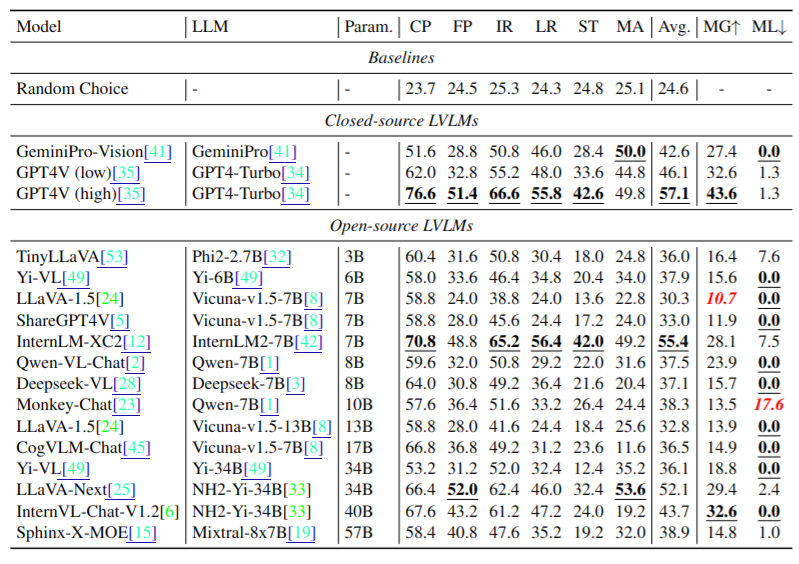 Model LLM Param. CP FP IR LR ST MA Avg. MG↑ ML↓
Baselines
Random Choice - - 23.7 24.5 25.3 24.3 24.8 25.1 24.6 - -
Closed-source LVLMs
GeminiPro-Vision[41] GeminiPro[41] - 51.6 28.8 50.8 46.0 28.4 50.0 42.6 27.4 0.0
GPT4V (low)[35] GPT4-Turbo[34] - 62.0 32.8 55.2 48.0 33.6 44.8 46.1 32.6 1.3
GPT4V (high)[35] GPT4-Turbo[34] - 76.6 51.4 66.6 55.8 42.6 49.8 57.1 43.6 1.3
Open-source LVLMs
TinyLLaVA[53] Phi2-2.7B[32] 3B 60.4 31.6 50.8 30.4 18.0 24.8 36.0 16.4 7.6
Yi-VL[49] Yi-6B[49] 6B 58.0 33.6 46.4 34.8 20.4 34.0 37.9 15.6 0.0
LLaVA-1.5[24] Vicuna-v1.5-7B[8] 7B 58.8 24.0 38.8 24.0 13.6 22.8 30.3 10.7 0.0
ShareGPT4V[5] Vicuna-v1.5-7B[8] 7B 58.8 28.0 45.6 24.4 17.2 24.0 33.0 11.9 0.0
InternLM-XC2[12] InternLM2-7B[42] 7B 70.8 48.8 65.2 56.4 42.0 49.2 55.4 28.1 7.5
Qwen-VL-Chat[2] Qwen-7B[1] 8B 59.6 32.0 50.8 29.2 22.0 31.6 37.5 23.9 0.0
Deepseek-VL[28] Deepseek-7B[3] 8B 64.0 30.8 49.2 36.4 21.6 20.4 37.1 15.7 0.0
Monkey-Chat[23] Qwen-7B[1] 10B 57.6 36.4 51.6 33.2 26.4 24.4 38.3 13.5 17.6
LLaVA-1.5[24] Vicuna-v1.5-13B[8] 13B 58.8 28.0 41.6 24.4 18.4 25.6 32.8 13.9 0.0
CogVLM-Chat[45] Vicuna-v1.5-7B[8] 17B 66.8 36.8 49.2 31.2 23.6 11.6 36.5 14.9 0.0
Yi-VL[49] Yi-34B[49] 34B 53.2 31.2 52.0 32.4 12.4 35.2 36.1 18.8 0.0
LLaVA-Next[25] NH2-Yi-34B[33] 34B 66.4 52.0 62.4 46.0 32.4 53.6 52.1 29.4 2.4
InternVL-Chat-V1.2[6] NH2-Yi-34B[33] 40B 67.6 43.2 61.2 47.2 24.0 19.2 43.7 32.6 0.0
Sphinx-X-MOE[15] Mixtral-8x7B[19] 57B 58.4 40.8 47.6 35.2 19.2 32.0 38.9 14.8 1.0